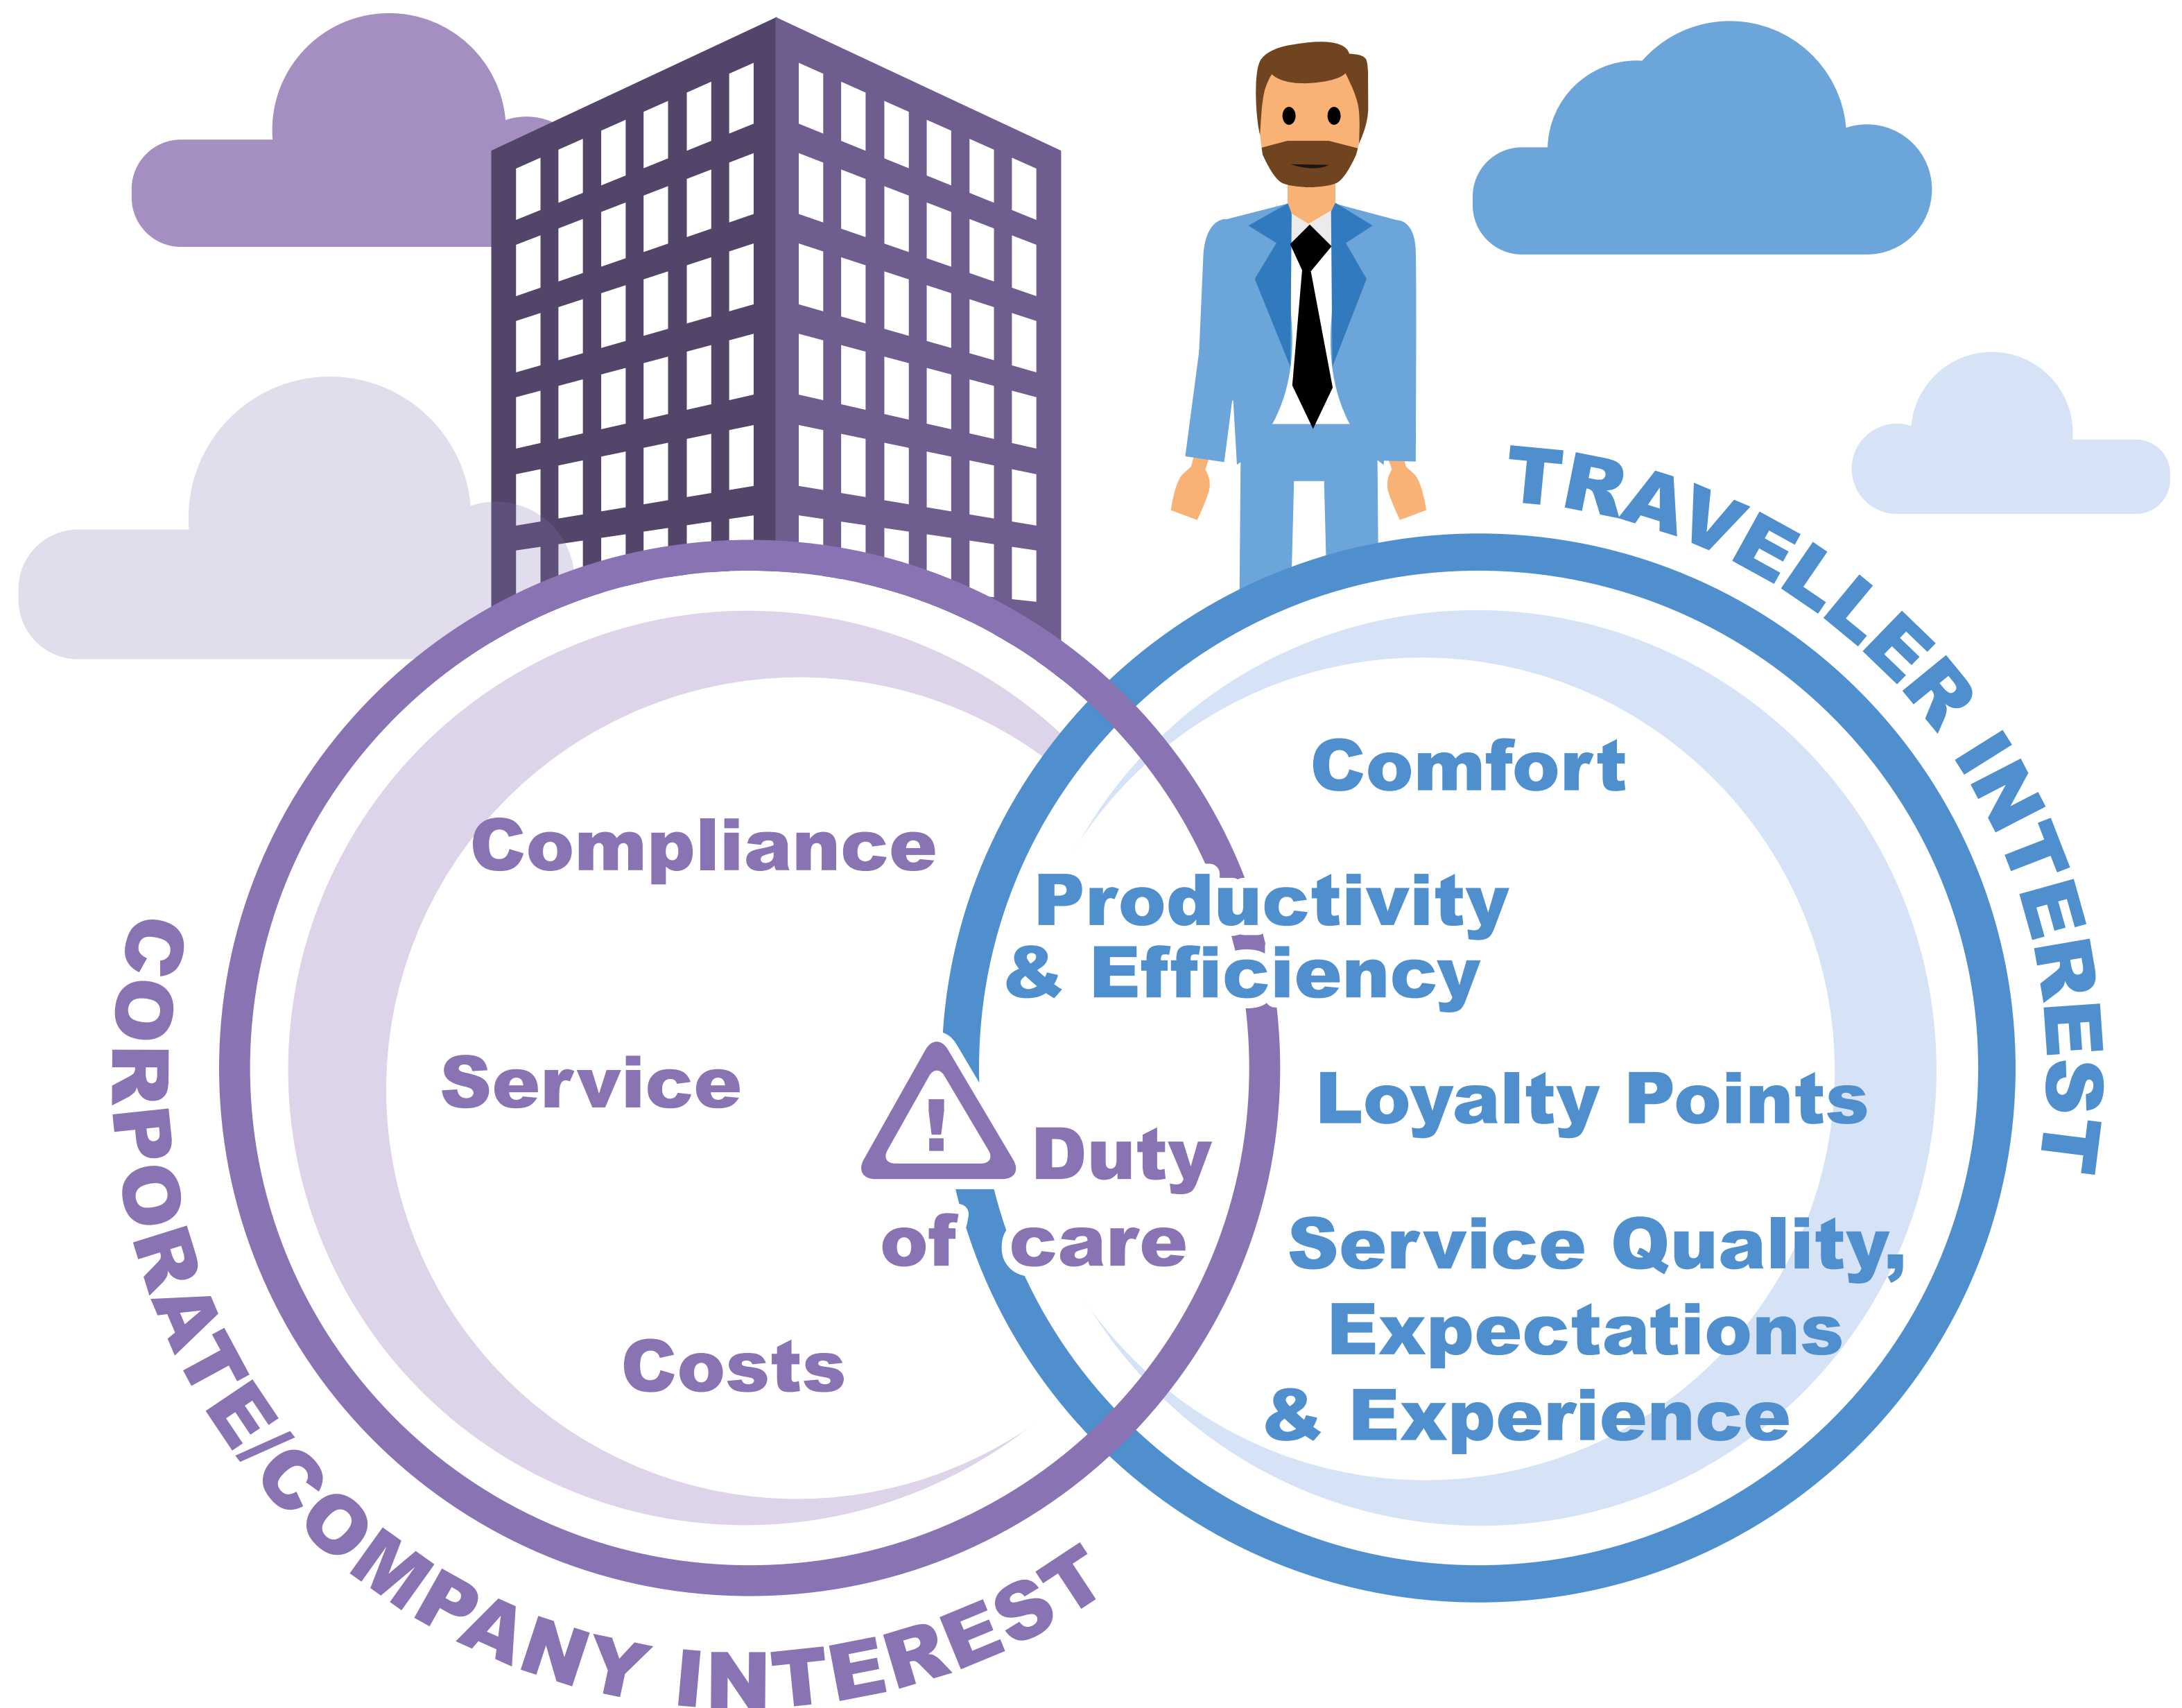 TRAVELLER INTEREST
Comfort
Compliance
Productivity
& Efficiency
Service
!
Duty
of care
Loyalty Points
Service Quality,
Expectations
& Experience
Costs
CORPORATE/COMPANY INTEREST